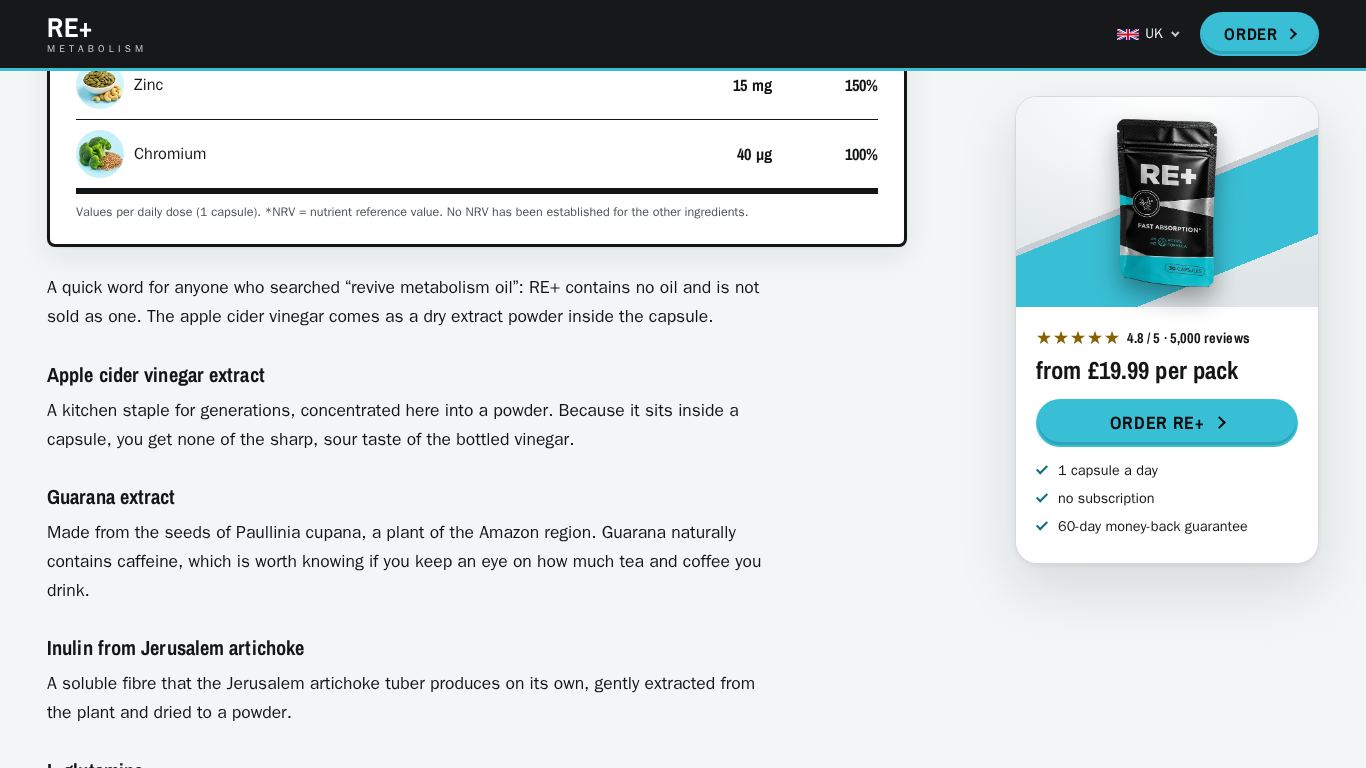 RE+
METABOLISM
UK
ORDER
Zinc 15 mg 150%
Chromium 40 µg 100%
Values per daily dose (1 capsule). *NRV = nutrient reference value. No NRV has been established for the other ingredients.
A quick word for anyone who searched “revive metabolism oil”: RE+ contains no oil and is not
sold as one. The apple cider vinegar comes as a dry extract powder inside the capsule.
Apple cider vinegar extract
A kitchen staple for generations, concentrated here into a powder. Because it sits inside a
capsule, you get none of the sharp, sour taste of the bottled vinegar.
Guarana extract
Made from the seeds of Paullinia cupana, a plant of the Amazon region. Guarana naturally
contains caffeine, which is worth knowing if you keep an eye on how much tea and coffee you
drink.
Inulin from Jerusalem artichoke
A soluble fibre that the Jerusalem artichoke tuber produces on its own, gently extracted from
the plant and dried to a powder.
RE+
FAST ABSORPTION*
30 CAPSULES
4.8 / 5 · 5,000 reviews
from £19.99 per pack
ORDER RE+
1 capsule a day
no subscription
60-day money-back guarantee